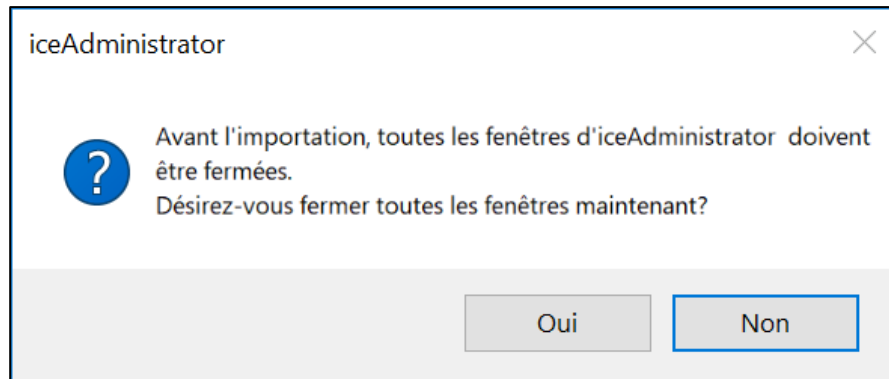 iceAdministrator
Avant l'importation, toutes les fenêtres d'iceAdministrator  doivent
être fermées.
Désirez-vous fermer toutes les fenêtres maintenant?
Oui
Non